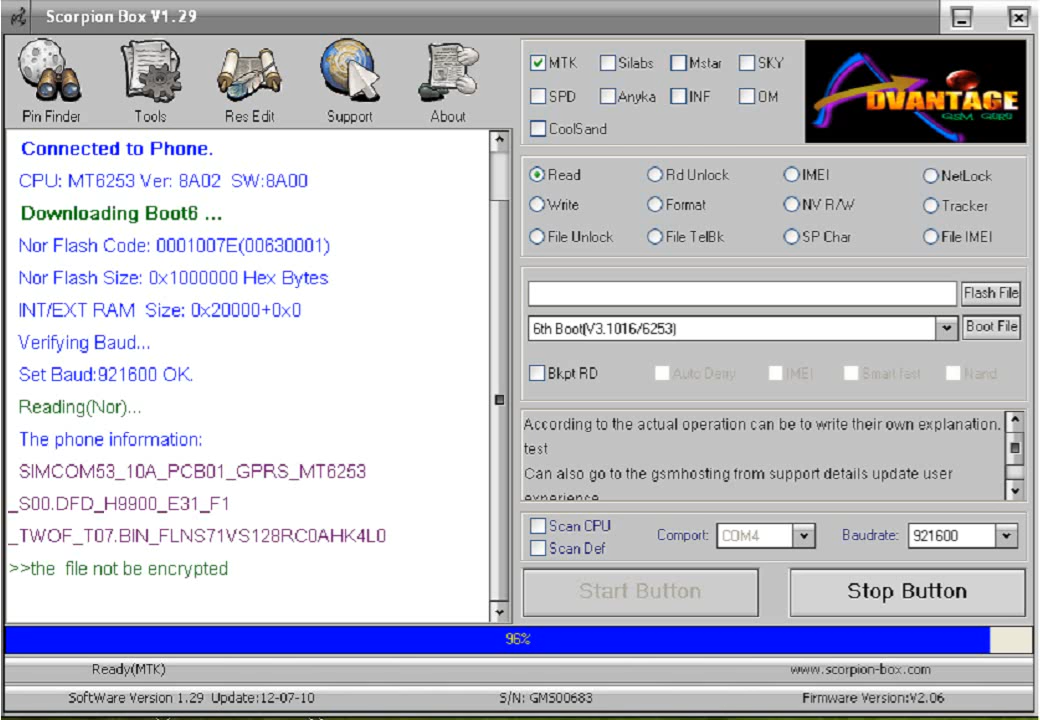 Scorpion Box V1.29
Pin Finder
Tools
Res Edit
Support
About
Connected to Phone.
CPU: MT6253 Ver: 8A02 SW:8A00
Downloading Boot6 ...
Nor Flash Code: 0001007E(00630001)
Nor Flash Size: 0x1000000 Hex Bytes
INT/EXT RAM Size: 0x20000+0x0
Verifying Baud...
Set Baud:921600 OK.
Reading(Nor)...
The phone information:
SIMCOM53_10A_PCB01_GPRS_MT6253
_S00.DFD_H9900_E31_F1
_TWOF_T07.BIN_FLNS71VS128RC0AHK4L0
>>the file not be encrypted
MTK Silabs Mstar SKY
SPD Anyka INF OM
CoolSand
DVANTAGE
GSM GURU
Read Rd Unlock IMEI NetLock
Write Format NV R/W Tracker
File Unlock File TelBk SP Char File IMEI
Flash File
6th Boot(V3.1016/6253) Boot File
Bkpt RD Auto Deny IMEI Smart fast Nand
According to the actual operation can be to write their own explanation.
test
Can also go to the gsmhosting from support details update user
experience
Scan CPU
Scan Def
Comport: COM4 Baudrate: 921600
Start Button Stop Button
96%
Ready(MTK) www.scorpion-box.com
SoftWare Version 1.29 Update:12-07-10 S/N: GMS00683 Firmware Version:V2.06